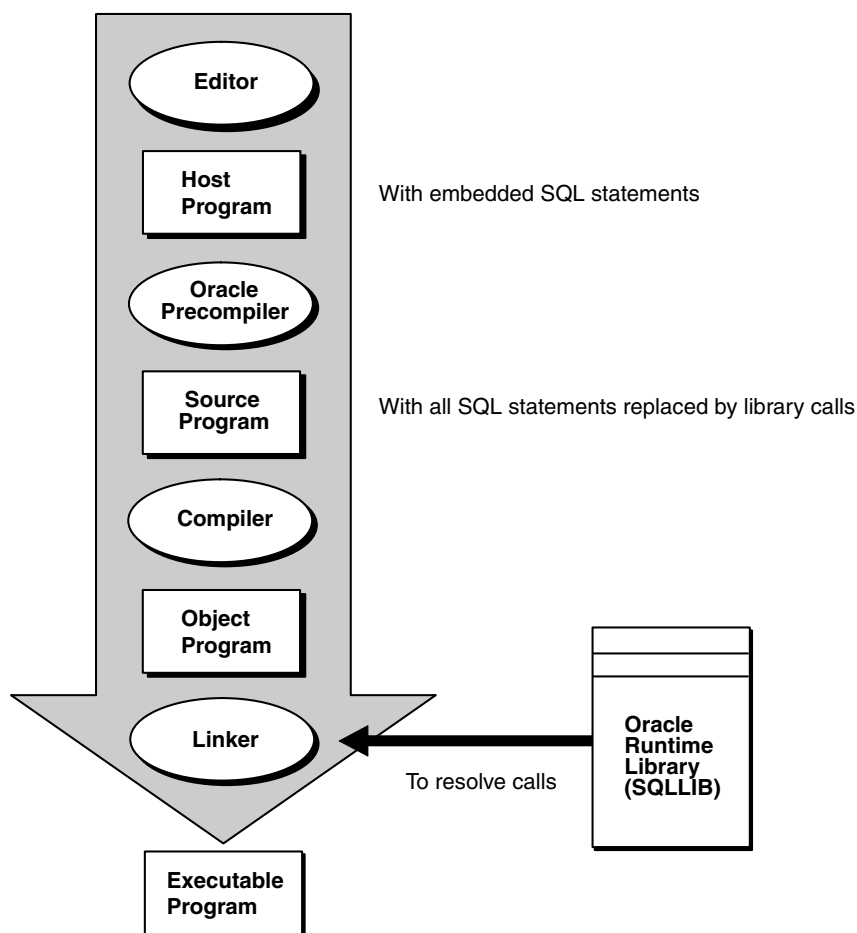 Editor
Host
Program
With embedded SQL statements
Oracle
Precompiler
Source
Program
With all SQL statements replaced by library calls
Compiler
Object
Program
Linker
To resolve calls
Oracle
Runtime
Library
(SQLLIB)
Executable
Program